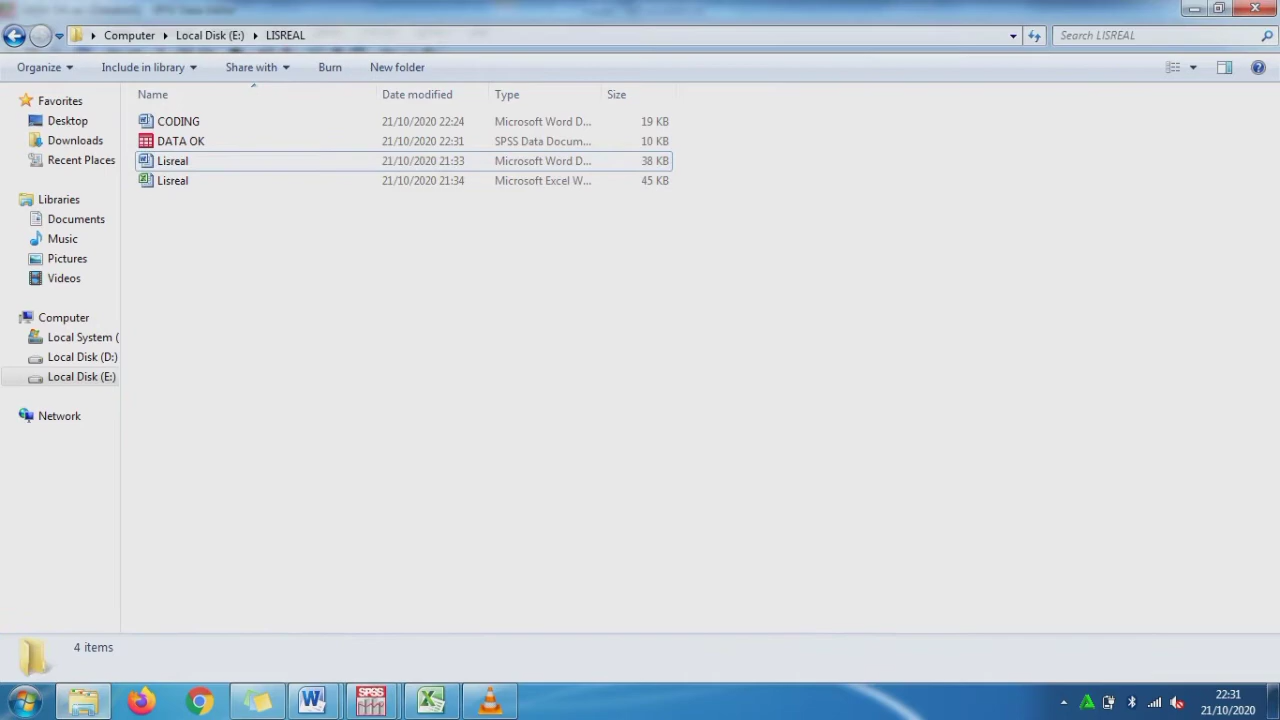 Computer Local Disk (E:) LISREAL Search LISREAL
Organize Include in library Share with Burn New folder
Name Date modified Type Size
Favorites
Desktop
Downloads
Recent Places
Libraries
Documents
Music
Pictures
Videos
Computer
Local System (
Local Disk (D:)
Local Disk (E:)
Network
CODING 21/10/2020 22:24 Microsoft Word D... 19 KB
DATA OK 21/10/2020 22:31 SPSS Data Docum... 10 KB
Lisreal 21/10/2020 21:33 Microsoft Word D... 38 KB
Lisreal 21/10/2020 21:34 Microsoft Excel W... 45 KB
4 items
SPSS
22:31
21/10/2020